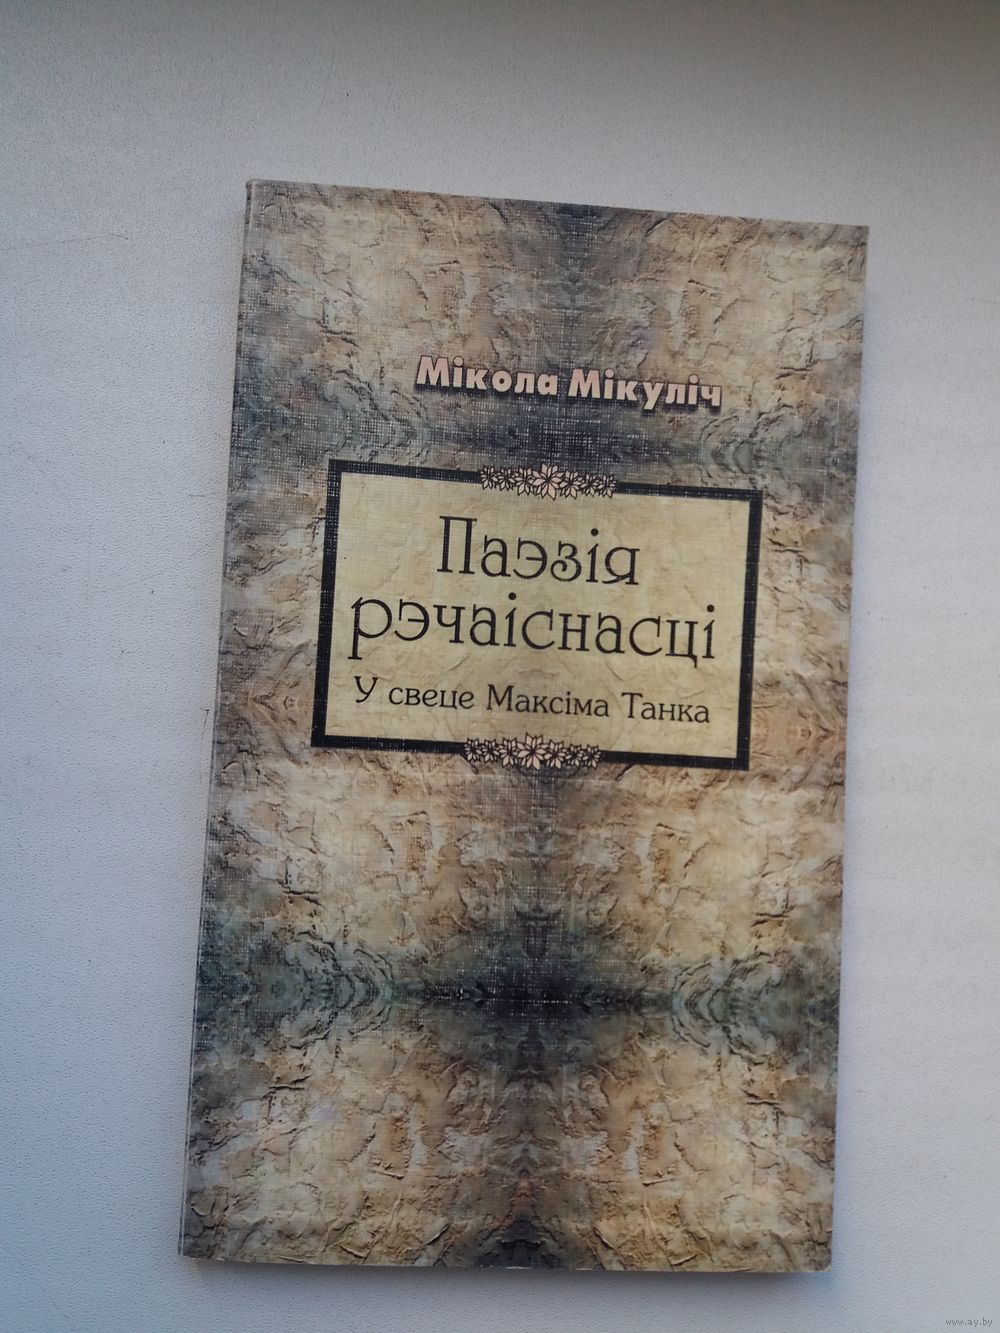 Мікола Мікуліч
Паэзія
рэчаіснасці
У свеце Максіма Танка
www.ay.by